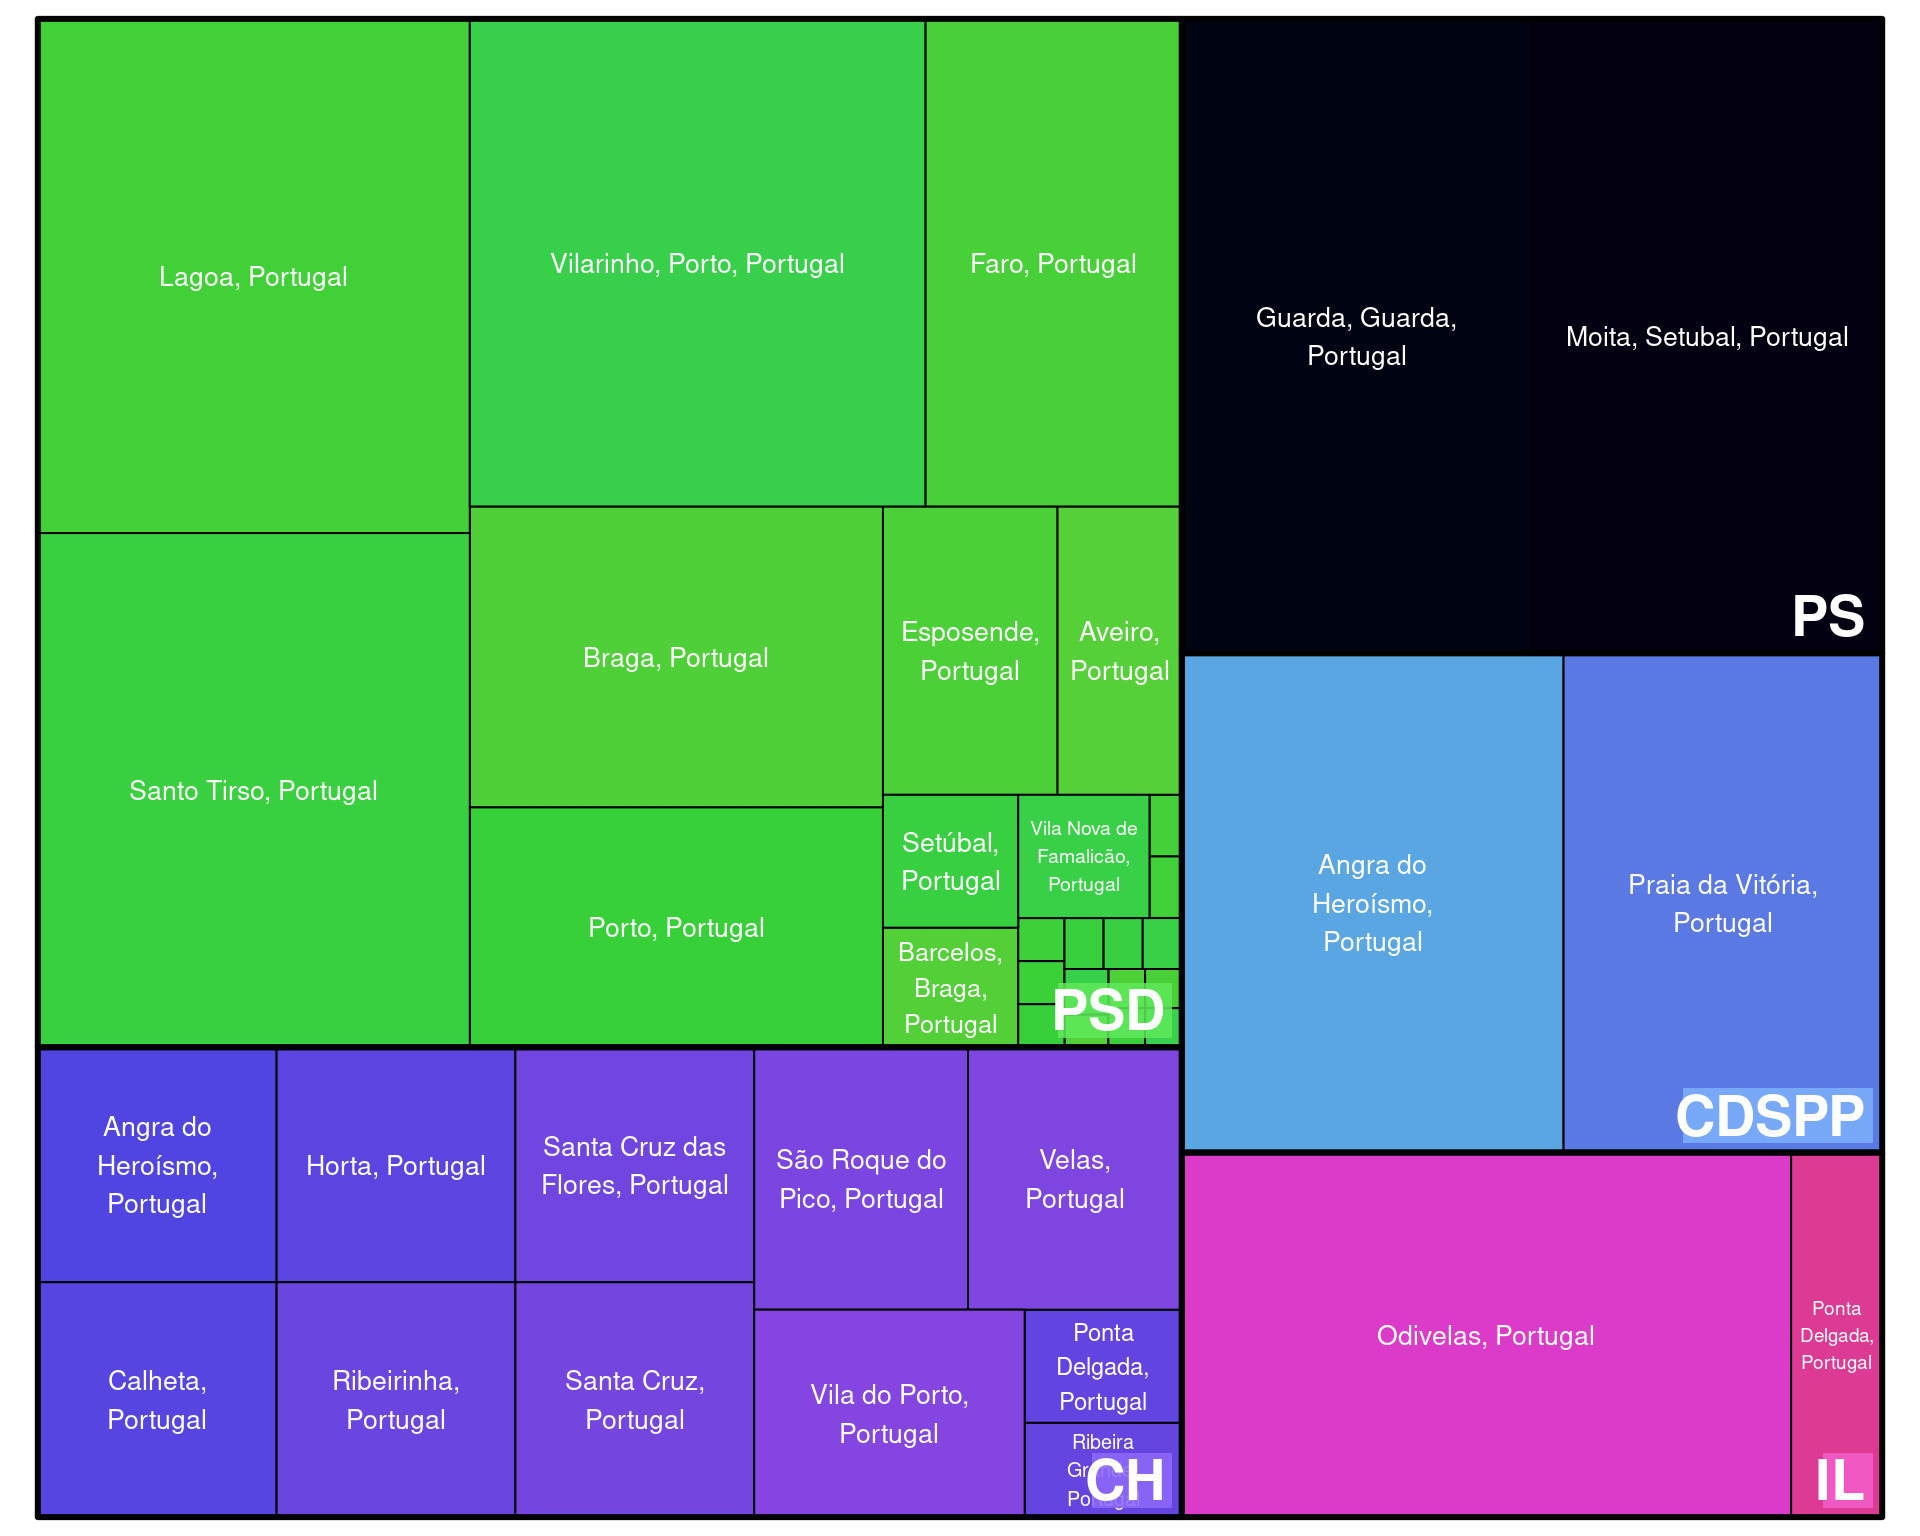 Lagoa, Portugal
Vilarinho, Porto, Portugal
Faro, Portugal
Guarda, Guarda,
Portugal
Moita, Setubal, Portugal
PS
Santo Tirso, Portugal
Braga, Portugal
Esposende,
Portugal
Aveiro,
Portugal
Porto, Portugal
Setúbal,
Portugal
Vila Nova de
Famalicão,
Portugal
Barcelos,
Braga,
Portugal
PSD
Angra do
Heroísmo,
Portugal
Praia da Vitória,
Portugal
CDSPP
Angra do
Heroísmo,
Portugal
Horta, Portugal
Santa Cruz das
Flores, Portugal
São Roque do
Pico, Portugal
Velas,
Portugal
Calheta,
Portugal
Ribeirinha,
Portugal
Santa Cruz,
Portugal
Vila do Porto,
Portugal
Ponta
Delgada,
Portugal
Ribeira
Grande,
Portugal
CH
Odivelas, Portugal
Ponta
Delgada,
Portugal
IL